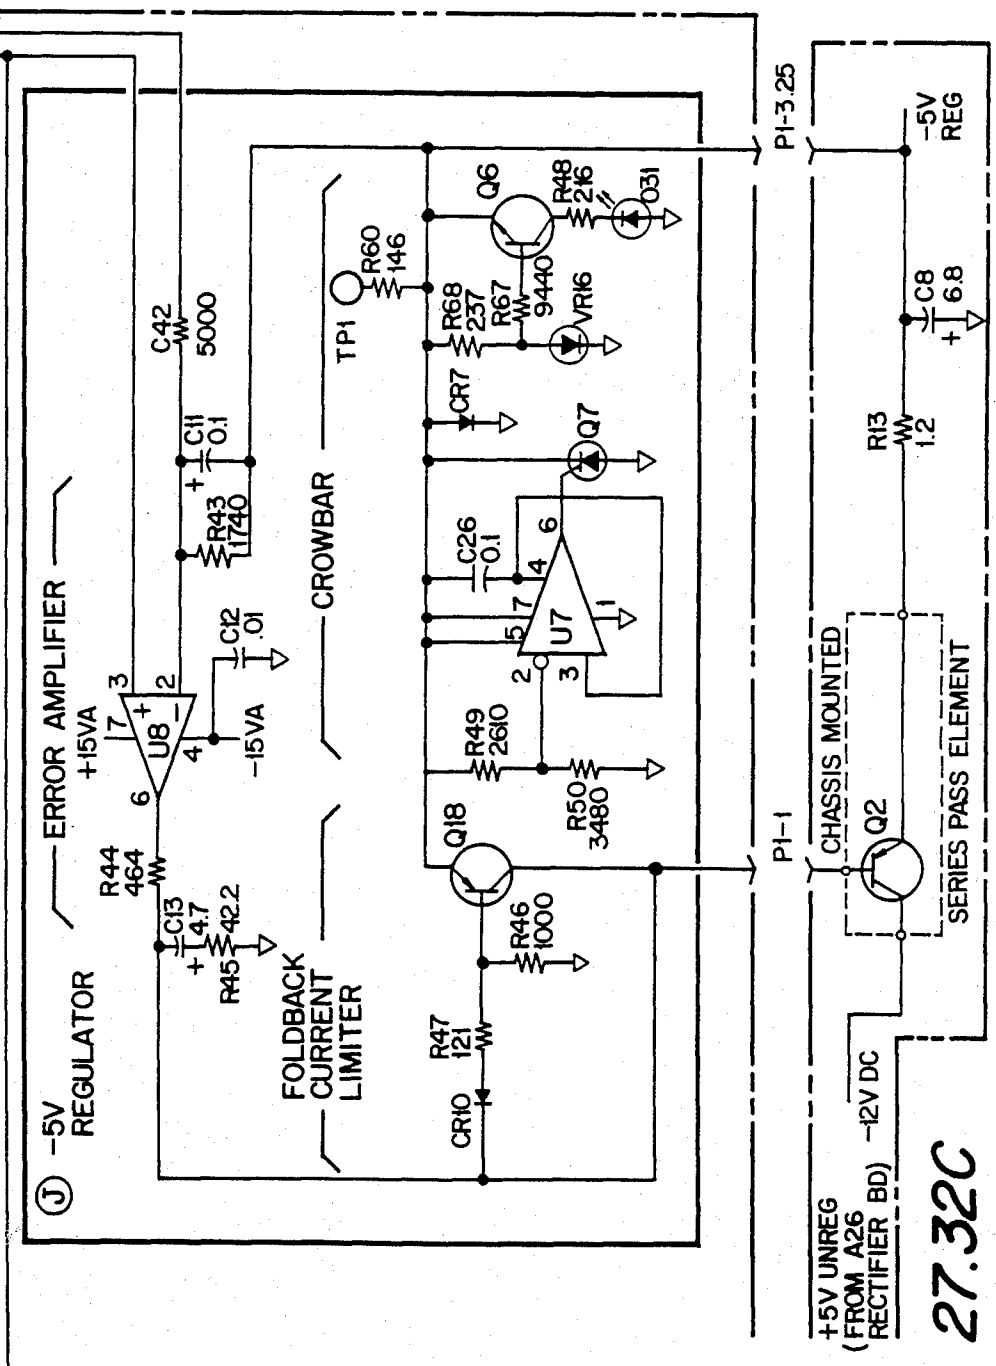 J
-5V
REGULATOR
ERROR AMPLIFIER
+15VA
7
3
+
U8
-
2
4
6
-15VA
C12
.01
R44
464
C13
4.7
+
R45
42.2
R43
1740
C11
0.1
+
C42
5000
FOLDBACK
CURRENT
LIMITER
CROWBAR
TP1
R60
146
R47
121
CR10
R46
1000
Q18
R49
2610
R50
3480
2
3
5
7
U7
4
1
6
C26
0.1
Q7
CR7
R68
237
R67
9440
VR16
Q6
R48
216
031
P1-1
P1-3.25
CHASSIS MOUNTED
Q2
SERIES PASS ELEMENT
R13
1.2
C8
6.8
+
-5V
REG
+5V UNREG
(FROM A26
RECTIFIER BD)
-12V DC
27.32C